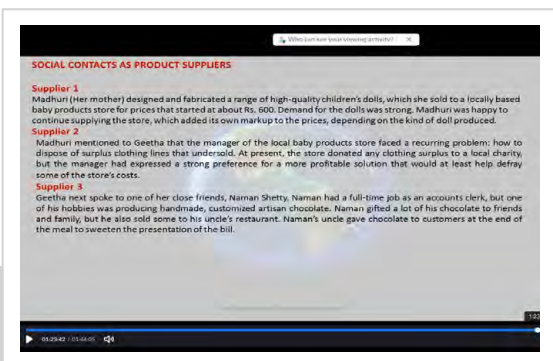 Who can see your viewing activity?
SOCIAL CONTACTS AS PRODUCT SUPPLIERS
Supplier 1
Madhuri (Her mother) designed and fabricated a range of high-quality children's dolls, which she sold to a locally based
baby products store for prices that started at about Rs. 600. Demand for the dolls was strong. Madhuri was happy to
continue supplying the store, which added its own markup to the prices, depending on the kind of doll produced.
Supplier 2
Madhuri mentioned to Geetha that the manager of the local baby products store faced a recurring problem: how to
dispose of surplus clothing lines that undersold. At present, the store donated any clothing surplus to a local charity,
but the manager had expressed a strong preference for a more profitable solution that would at least help defray
some of the store's costs.
Supplier 3
Geetha next spoke to one of her close friends, Naman Shetty. Naman had a full-time job as an accounts clerk, but one
of his hobbies was producing handmade, customized artisan chocolate. Naman gifted a lot of his chocolate to friends
and family, but he also sold some to his uncle's restaurant. Naman's uncle gave chocolate to customers at the end of
the meal to sweeten the presentation of the bill.